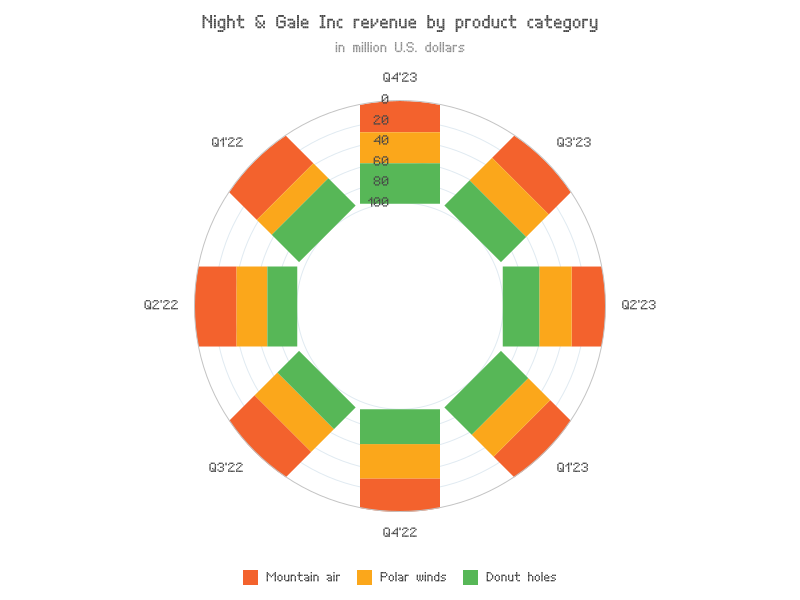 Night & Gale Inc revenue by product category
in million U.S. dollars
Q4'23
0
20
40
60
80
100
Q1'22
Q3'23
Q2'22
Q2'23
Q3'22
Q1'23
Q4'22
Mountain air
Polar winds
Donut holes